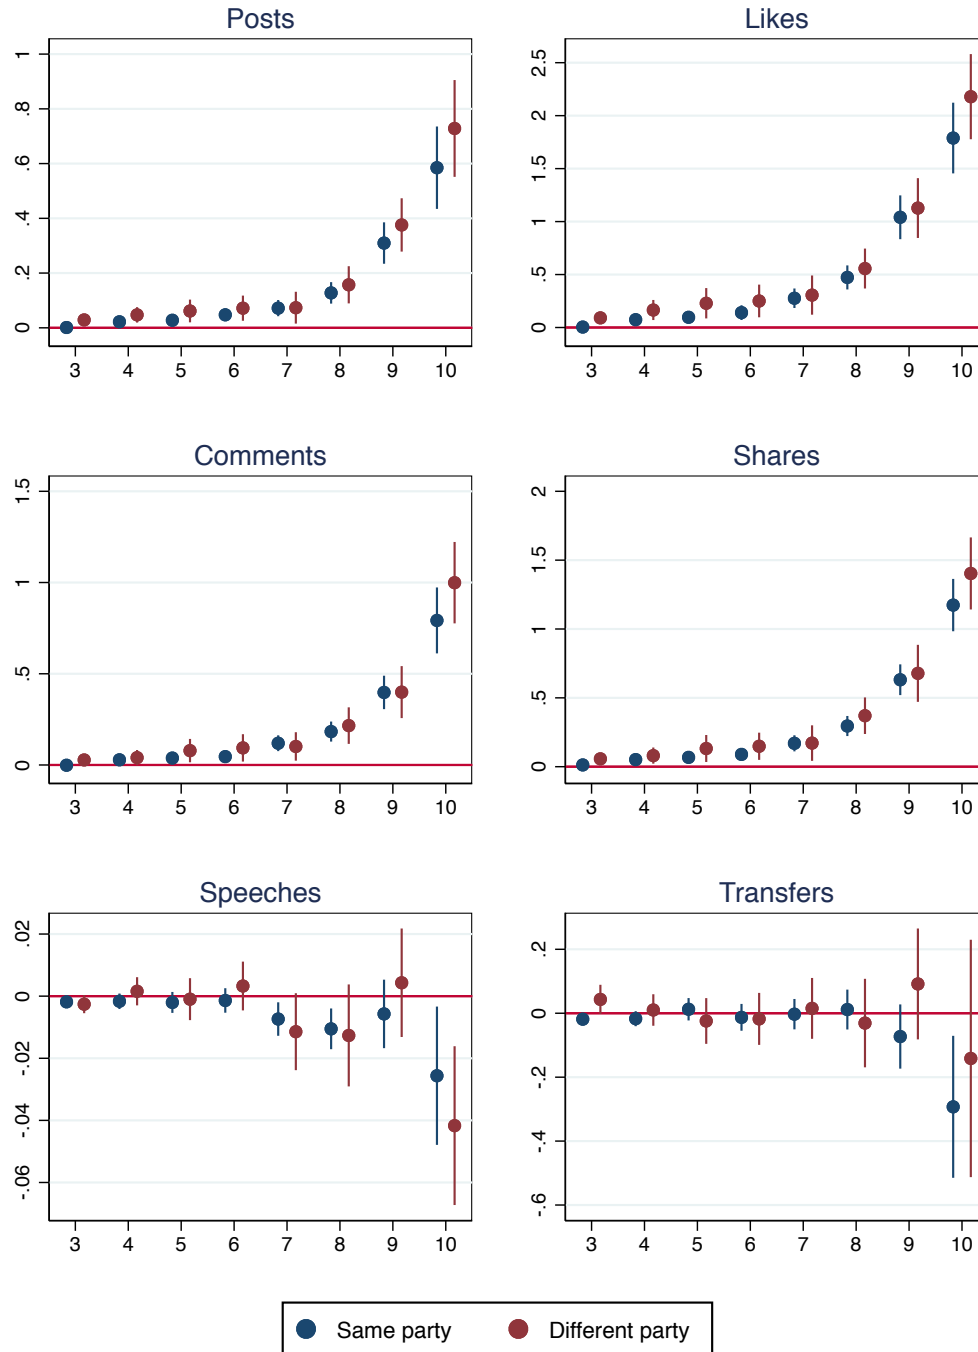 Posts
Likes
1
.8
.6
.4
.2
0
3 4 5 6 7 8 9 10
2.5
2
1.5
1
.5
0
3 4 5 6 7 8 9 10
Comments
Shares
1.5
1
.5
0
3 4 5 6 7 8 9 10
2
1.5
1
.5
0
3 4 5 6 7 8 9 10
Speeches
Transfers
.02
0
-.02
-.04
-.06
3 4 5 6 7 8 9 10
.2
0
-.2
-.4
-.6
3 4 5 6 7 8 9 10
Same party
Different party